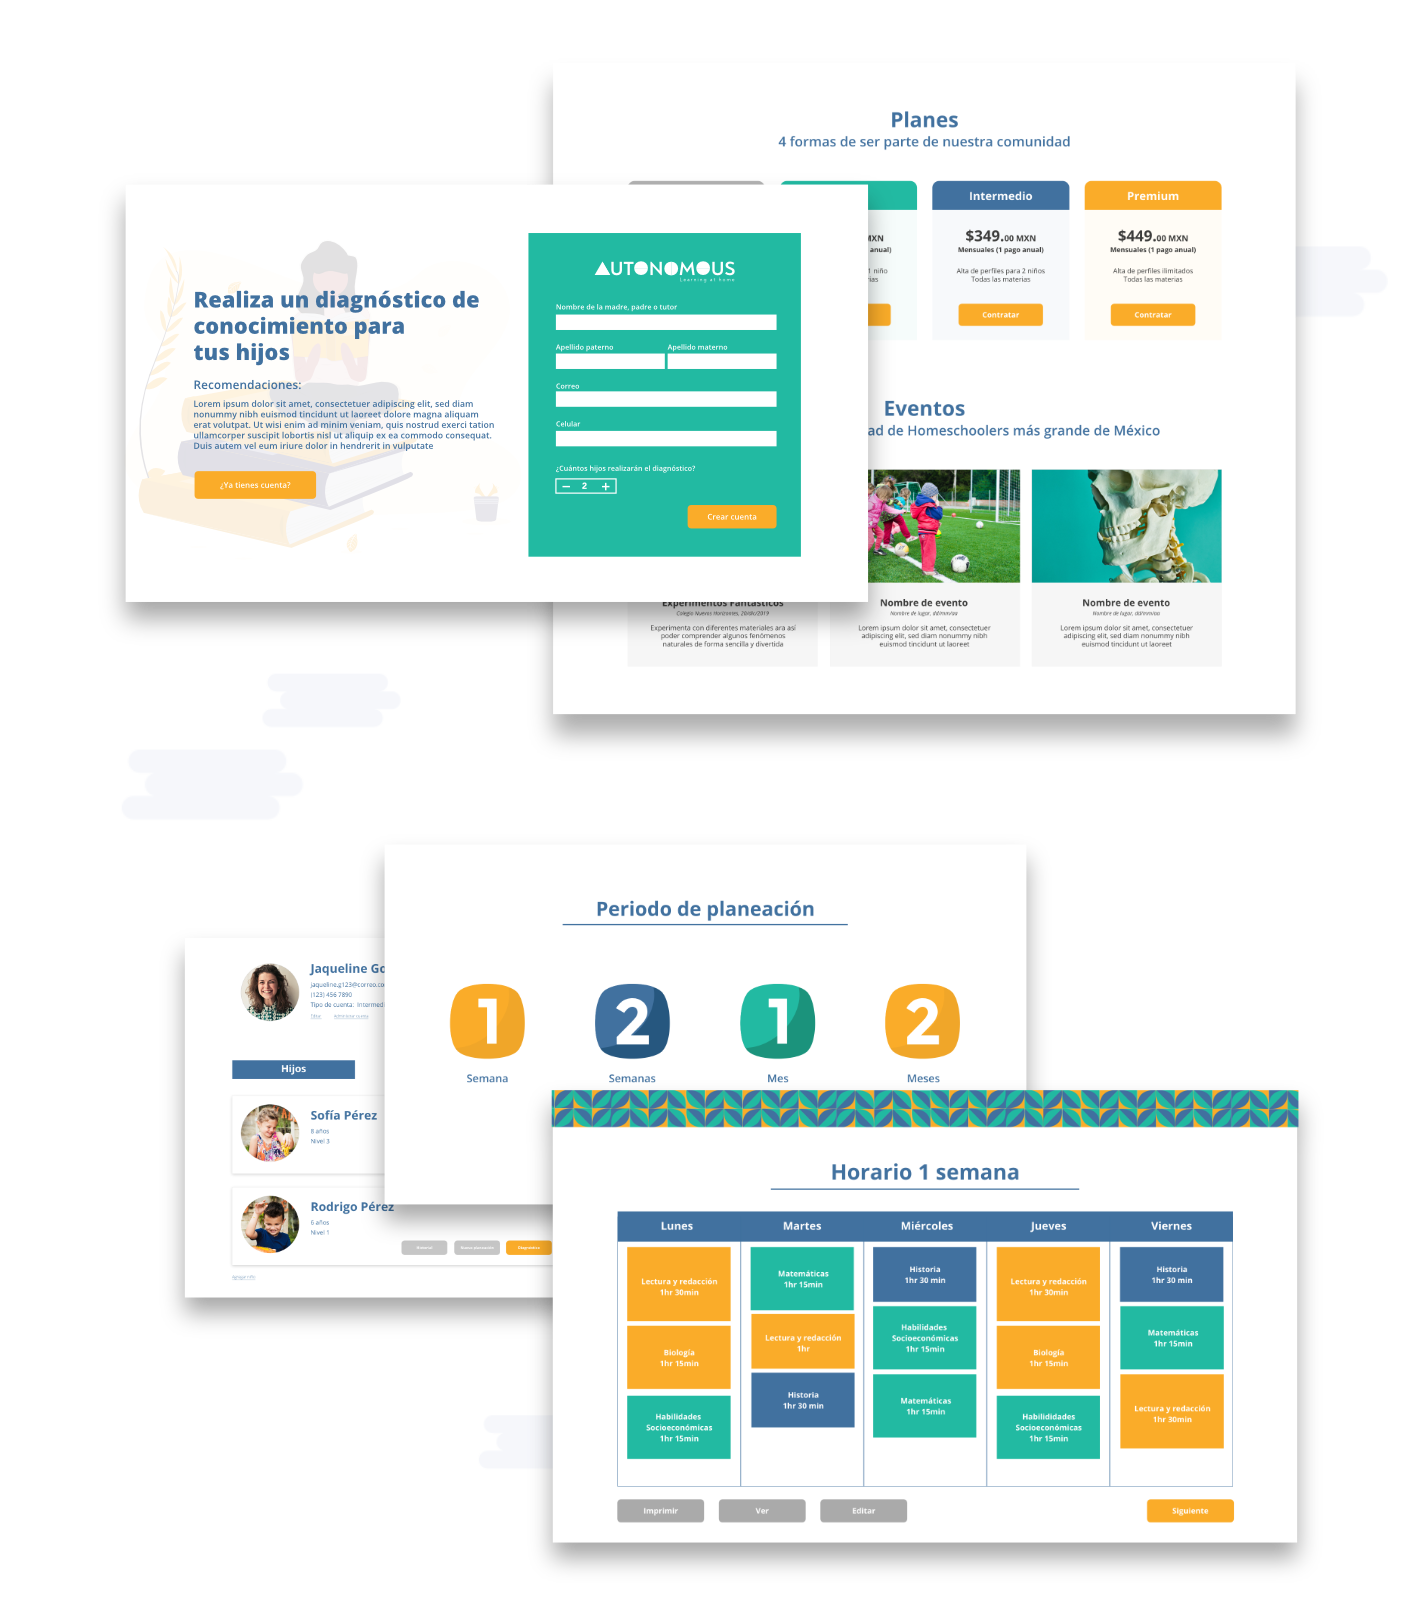 Planes
4 formas de ser parte de nuestra comunidad
Intermedio
Premium
MXN
anual)
1 niño
$349.00 MXN
Mensuales (1 pago anual)
Alta de perfiles para 2 niños
Todas las materias
Contratar
$449.00 MXN
Mensuales (1 pago anual)
Alta de perfiles ilimitados
Todas las materias
Contratar
Eventos
ad de Homeschoolers más grande de México
Experimentos Fantásticos
Colegio Nuevos Horizontes, 20/dic/2019
Experimenta con diferentes materiales ara así
poder comprender algunos fenómenos
naturales de forma sencilla y divertida
Nombre de evento
Nombre de lugar, dd/mm/aa
Lorem ipsum dolor sit amet, consectetuer
adipiscing elit, sed diam nonummy nibh
euismod tincidunt ut laoreet
Nombre de evento
Nombre de lugar, dd/mm/aa
Lorem ipsum dolor sit amet, consectetuer
adipiscing elit, sed diam nonummy nibh
euismod tincidunt ut laoreet
Realiza un diagnóstico de
conocimiento para
tus hijos
Recomendaciones:
Lorem ipsum dolor sit amet, consectetuer adipiscing elit, sed diam
nonummy nibh euismod tincidunt ut laoreet dolore magna aliquam
erat volutpat. Ut wisi enim ad minim veniam, quis nostrud exerci tation
ullamcorper suscipit lobortis nisl ut aliquip ex ea commodo consequat.
Duis autem vel eum iriure dolor in hendrerit in vulputate
¿Ya tienes cuenta?
AUTONOMOUS
Learning at home
Nombre de la madre, padre o tutor
Apellido paterno
Apellido materno
Correo
Celular
¿Cuántos hijos realizarán el diagnóstico?
– 2 +
Crear cuenta
Periodo de planeación
1
2
1
2
Semana
Semanas
Mes
Meses
Jaqueline Go
jaqueline.g123@correo.co
(123) 456 7890
Tipo de cuenta: Intermedi
Editar
Administrar cuenta
Hijos
Sofía Pérez
8 años
Nivel 3
Rodrigo Pérez
6 años
Nivel 1
Material
Nueva planeación
Diagnóstico
Agregar niño
Horario 1 semana
Lunes
Martes
Miércoles
Jueves
Viernes
Lectura y redacción
1hr 30min
Biología
1hr 15min
Habilidades
Socioeconómicas
1hr 15min
Matemáticas
1hr 15min
Lectura y redacción
1hr
Historia
1hr 30 min
Historia
1hr 30 min
Habilidades
Socioeconómicas
1hr 15min
Matemáticas
1hr 15min
Lectura y redacción
1hr 30min
Biología
1hr 15min
Habilididades
Socioeconómicas
1hr 15min
Historia
1hr 30 min
Matemáticas
1hr 15min
Lectura y redacción
1hr 30min
Imprimir
Ver
Editar
Siguiente